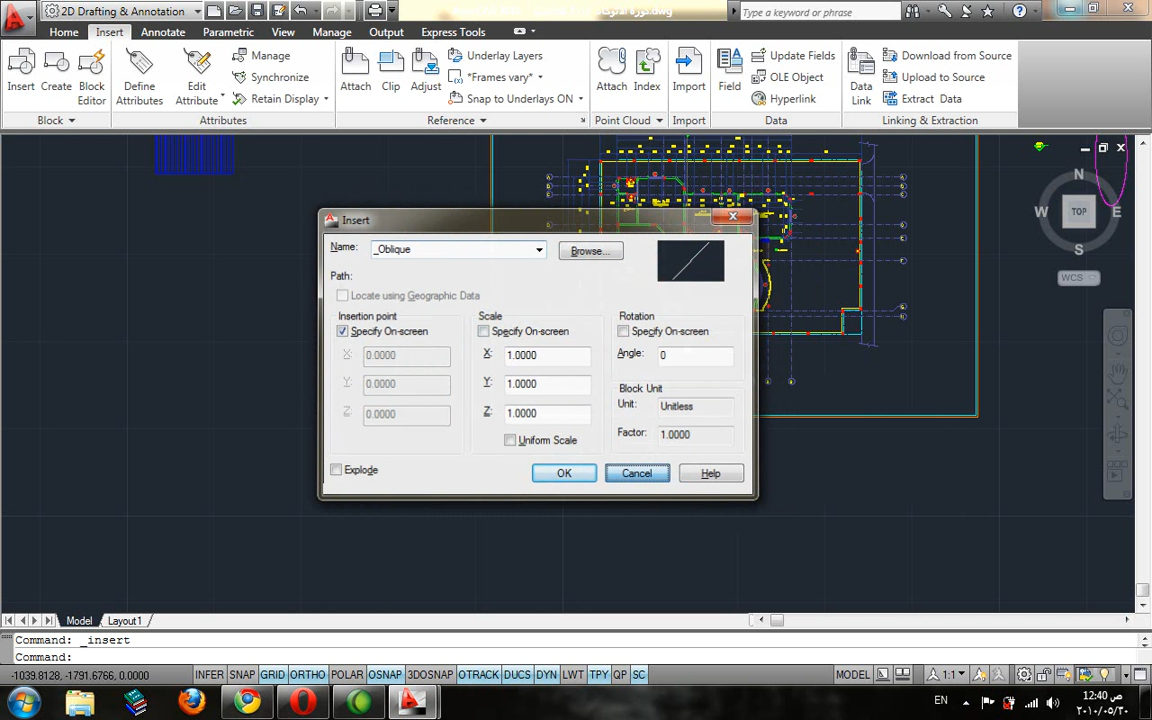 2D Drafting & Annotation
.dwg
Type a keyword or phrase
Home Insert Annotate Parametric View Manage Output Express Tools
Insert Create Block Editor
Block
Define Attributes
Edit Attribute
Manage
Synchronize
Retain Display
Attributes
Attach Clip Adjust
Underlay Layers
*Frames vary*
Snap to Underlays ON
Reference
Attach Index
Point Cloud
Import
Import
Field
Update Fields
OLE Object
Hyperlink
Data
Data Link
Download from Source
Upload to Source
Extract Data
Linking & Extraction
N
W TOP E
S
WCS
Insert
Name: _Oblique Browse...
Path:
Locate using Geographic Data
Insertion point
Specify On-screen
X: 0.0000
Y: 0.0000
Z: 0.0000
Scale
Specify On-screen
X: 1.0000
Y: 1.0000
Z: 1.0000
Uniform Scale
Rotation
Specify On-screen
Angle: 0
Block Unit
Unit: Unitless
Factor: 1.0000
Explode
OK Cancel Help
Model Layout1
Command: _insert
Command:
-1039.8128, -1791.6766, 0.0000 INFER SNAP GRID ORTHO POLAR OSNAP 3DOSNAP OTRACK DUCS DYN LWT TPY QP SC MODEL 1:1
EN
12:40 ص
٢٠١٠/٠٥/٢٠